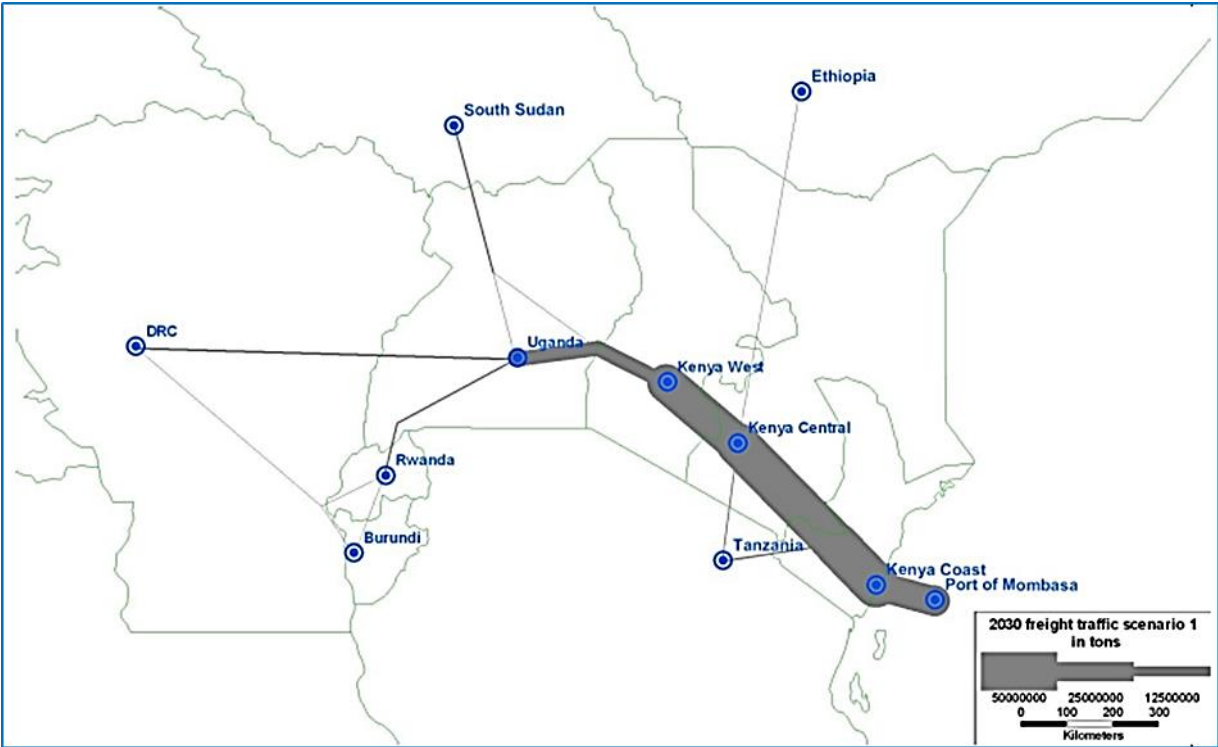 Ethiopia
South Sudan
DRC
Uganda
Kenya West
Kenya Central
Rwanda
Burundi
Tanzania
Kenya Coast
Port of Mombasa
2030 freight traffic scenario 1
in tons
50000000 25000000 12500000
0 100 200 300
Kilometers